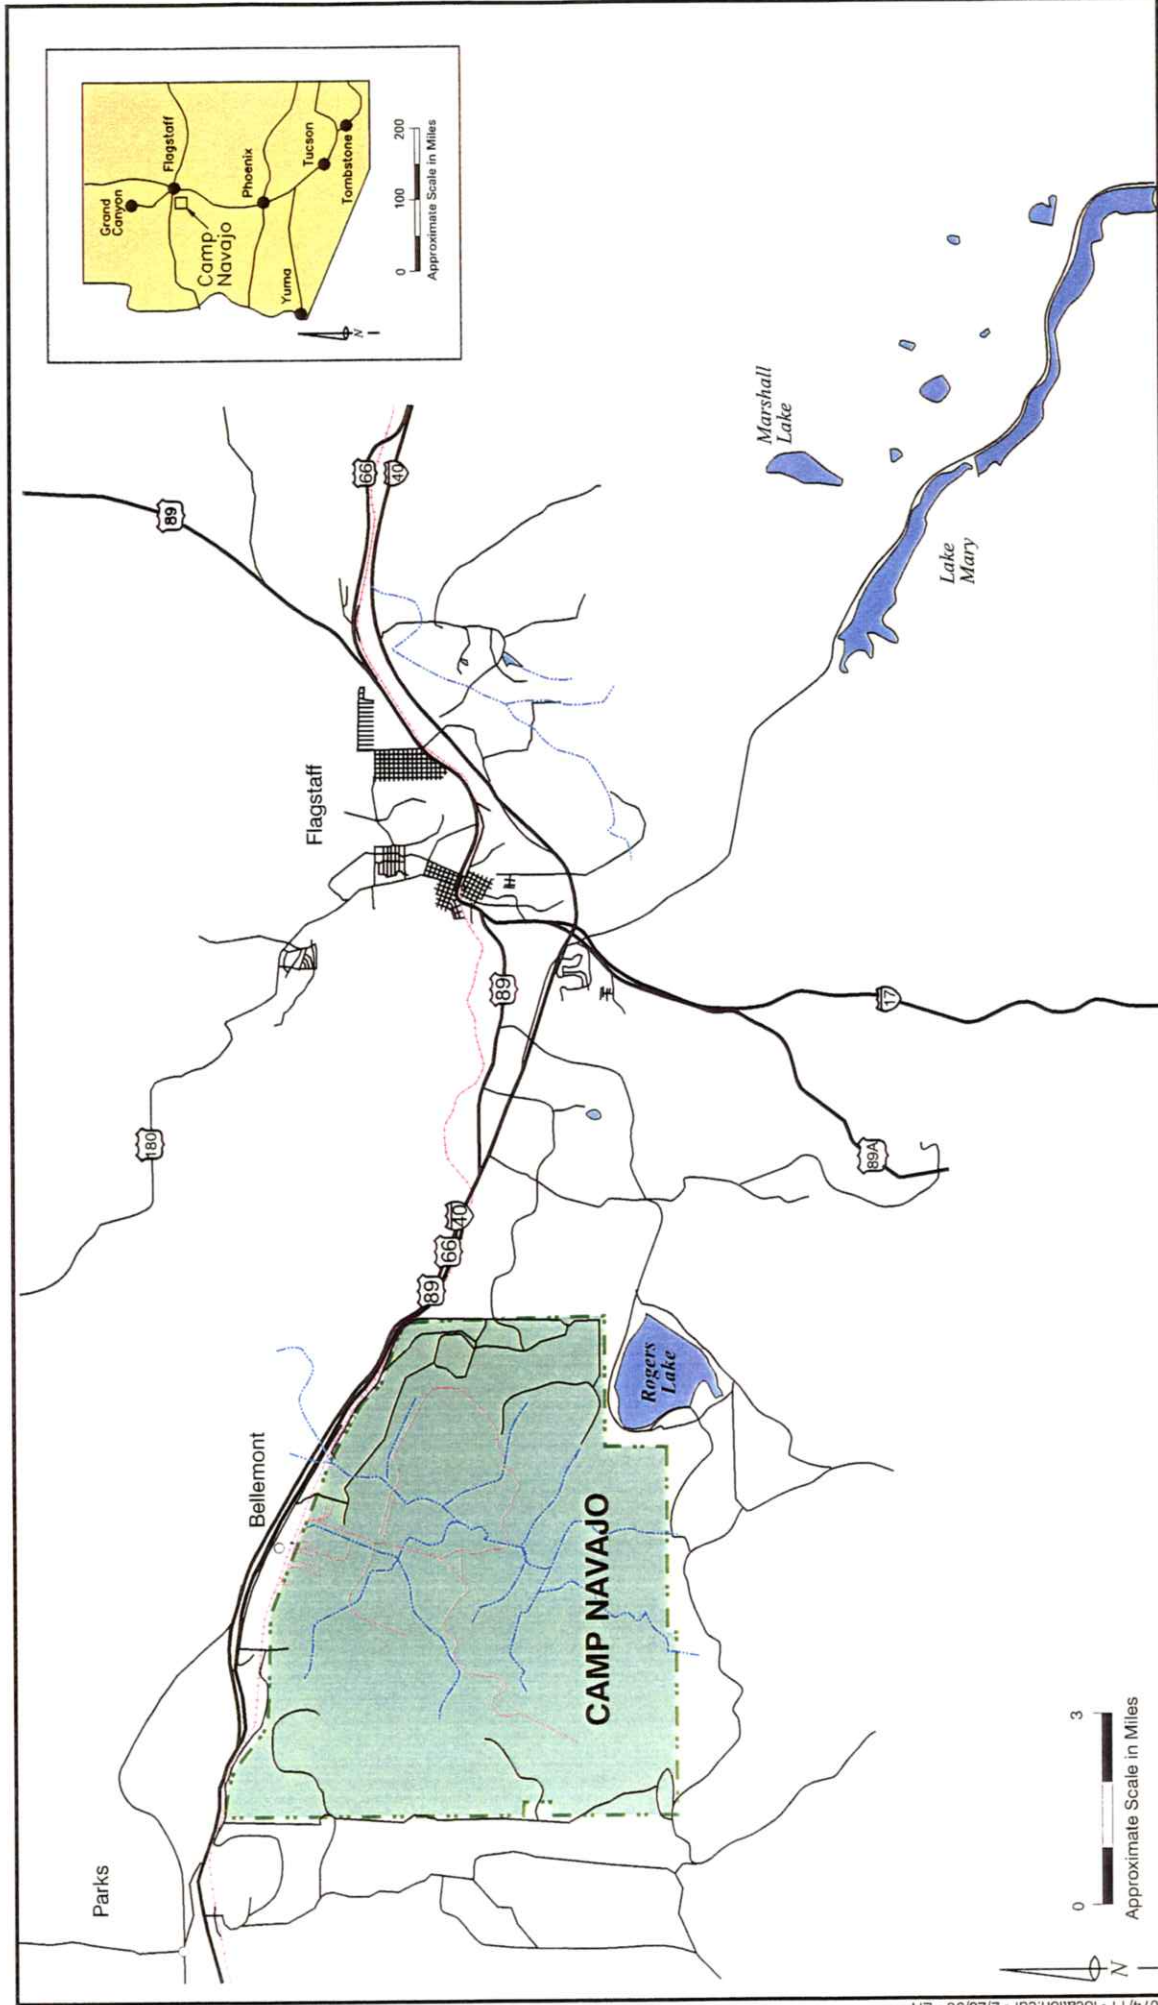 Parks
Bellemont
Flagstaff
180
89
66
40
89
66
40
89
89A
17
CAMP NAVAJO
Rogers
Lake
Lake
Mary
Marshall
Lake
0
3
Approximate Scale in Miles
N
Grand
Canyon
Flagstaff
Camp
Navajo
Phoenix
Yuma
Tucson
Tombstone
0
100
200
Approximate Scale in Miles
N